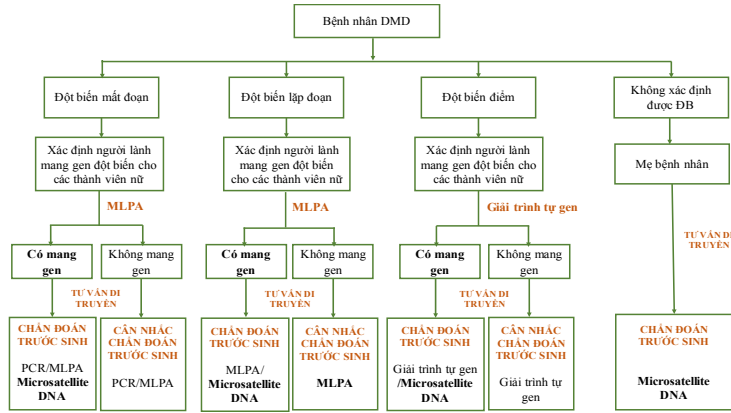 Bệnh nhân DMD
Đột biến mất đoạn
Đột biến lặp đoạn
Đột biến điểm
Không xác định
được ĐB
Xác định người lành
mang gen đột biến cho
các thành viên nữ
Xác định người lành
mang gen đột biến
cho các thành viên nữ
Xác định người lành
mang gen đột biến cho
các thành viên nữ
Mẹ bệnh nhân
MLPA
MLPA
Giải trình tự gen
TƯ VẤN DI
TRUYỀN
Có mang
gen
Không mang
gen
Có mang
gen
Không mang
gen
Có mang
gen
Không mang
gen
TƯ VẤN DI
TRUYỀN
TƯ VẤN DI
TRUYỀN
TƯ VẤN DI
TRUYỀN
CHẨN ĐOÁN
TRƯỚC SINH
PCR/MLPA
Microsatellite
DNA
CÂN NHẮC
CHẨN ĐOÁN
TRƯỚC SINH
PCR/MLPA
CHẨN ĐOÁN
TRƯỚC SINH
MLPA/
Microsatellite
DNA
CÂN NHẮC
CHẨN ĐOÁN
TRƯỚC SINH
MLPA
CHẨN ĐOÁN
TRƯỚC SINH
Giải trình tự gen
/Microsatellite
DNA
CÂN NHẮC
CHẨN ĐOÁN
TRƯỚC SINH
Giải trình tự
gen
CHẨN ĐOÁN
TRƯỚC SINH
Microsatellite
DNA